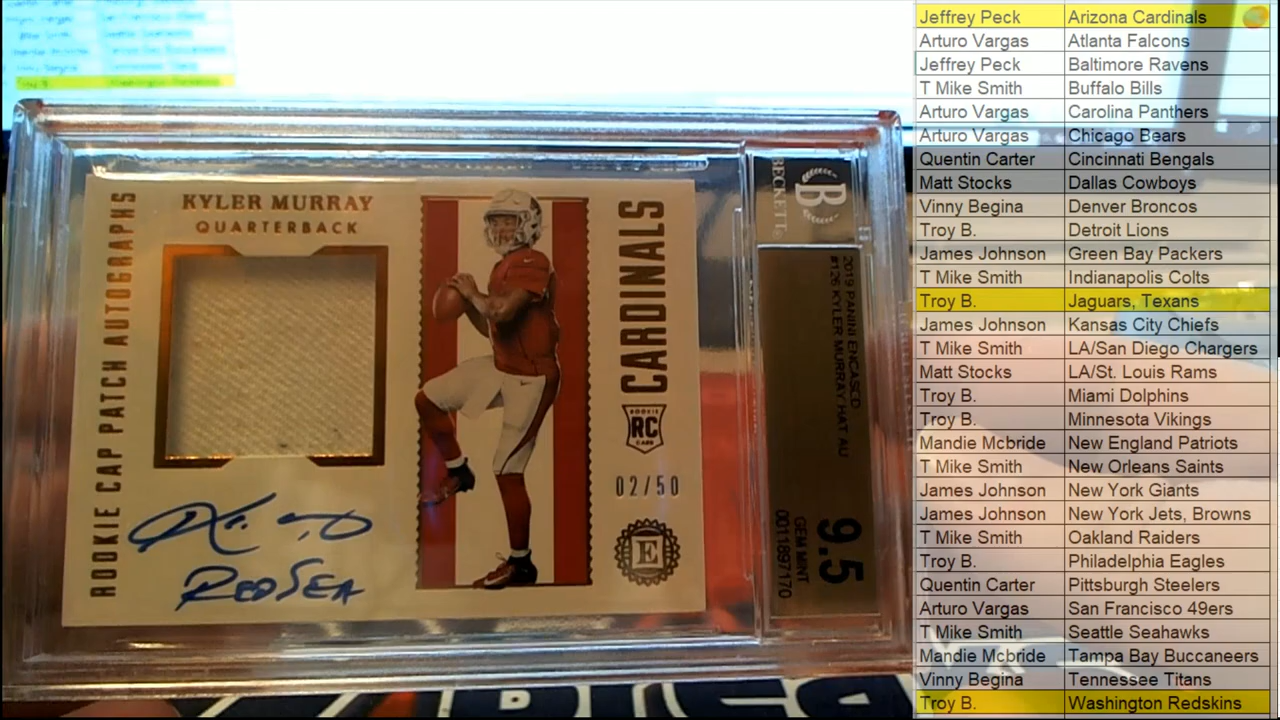 KYLER MURRAY
QUARTERBACK
ROOKIE CAP PATCH AUTOGRAPHS
CARDINALS
ROOKIE
RC
CARD
02/50
E
RedSea
B
BECKETT
2019 PANINI ENCASED
#126 KYLER MURRAY HAT AU
9.5
GEM MINT
0011897170
Jeffrey Peck Arizona Cardinals
Arturo Vargas Atlanta Falcons
Jeffrey Peck Baltimore Ravens
T Mike Smith Buffalo Bills
Arturo Vargas Carolina Panthers
Arturo Vargas Chicago Bears
Quentin Carter Cincinnati Bengals
Matt Stocks Dallas Cowboys
Vinny Begina Denver Broncos
Troy B. Detroit Lions
James Johnson Green Bay Packers
T Mike Smith Indianapolis Colts
Troy B. Jaguars, Texans
James Johnson Kansas City Chiefs
T Mike Smith LA/San Diego Chargers
Matt Stocks LA/St. Louis Rams
Troy B. Miami Dolphins
Troy B. Minnesota Vikings
Mandie Mcbride New England Patriots
T Mike Smith New Orleans Saints
James Johnson New York Giants
James Johnson New York Jets, Browns
T Mike Smith Oakland Raiders
Troy B. Philadelphia Eagles
Quentin Carter Pittsburgh Steelers
Arturo Vargas San Francisco 49ers
T Mike Smith Seattle Seahawks
Mandie Mcbride Tampa Bay Buccaneers
Vinny Begina Tennessee Titans
Troy B. Washington Redskins